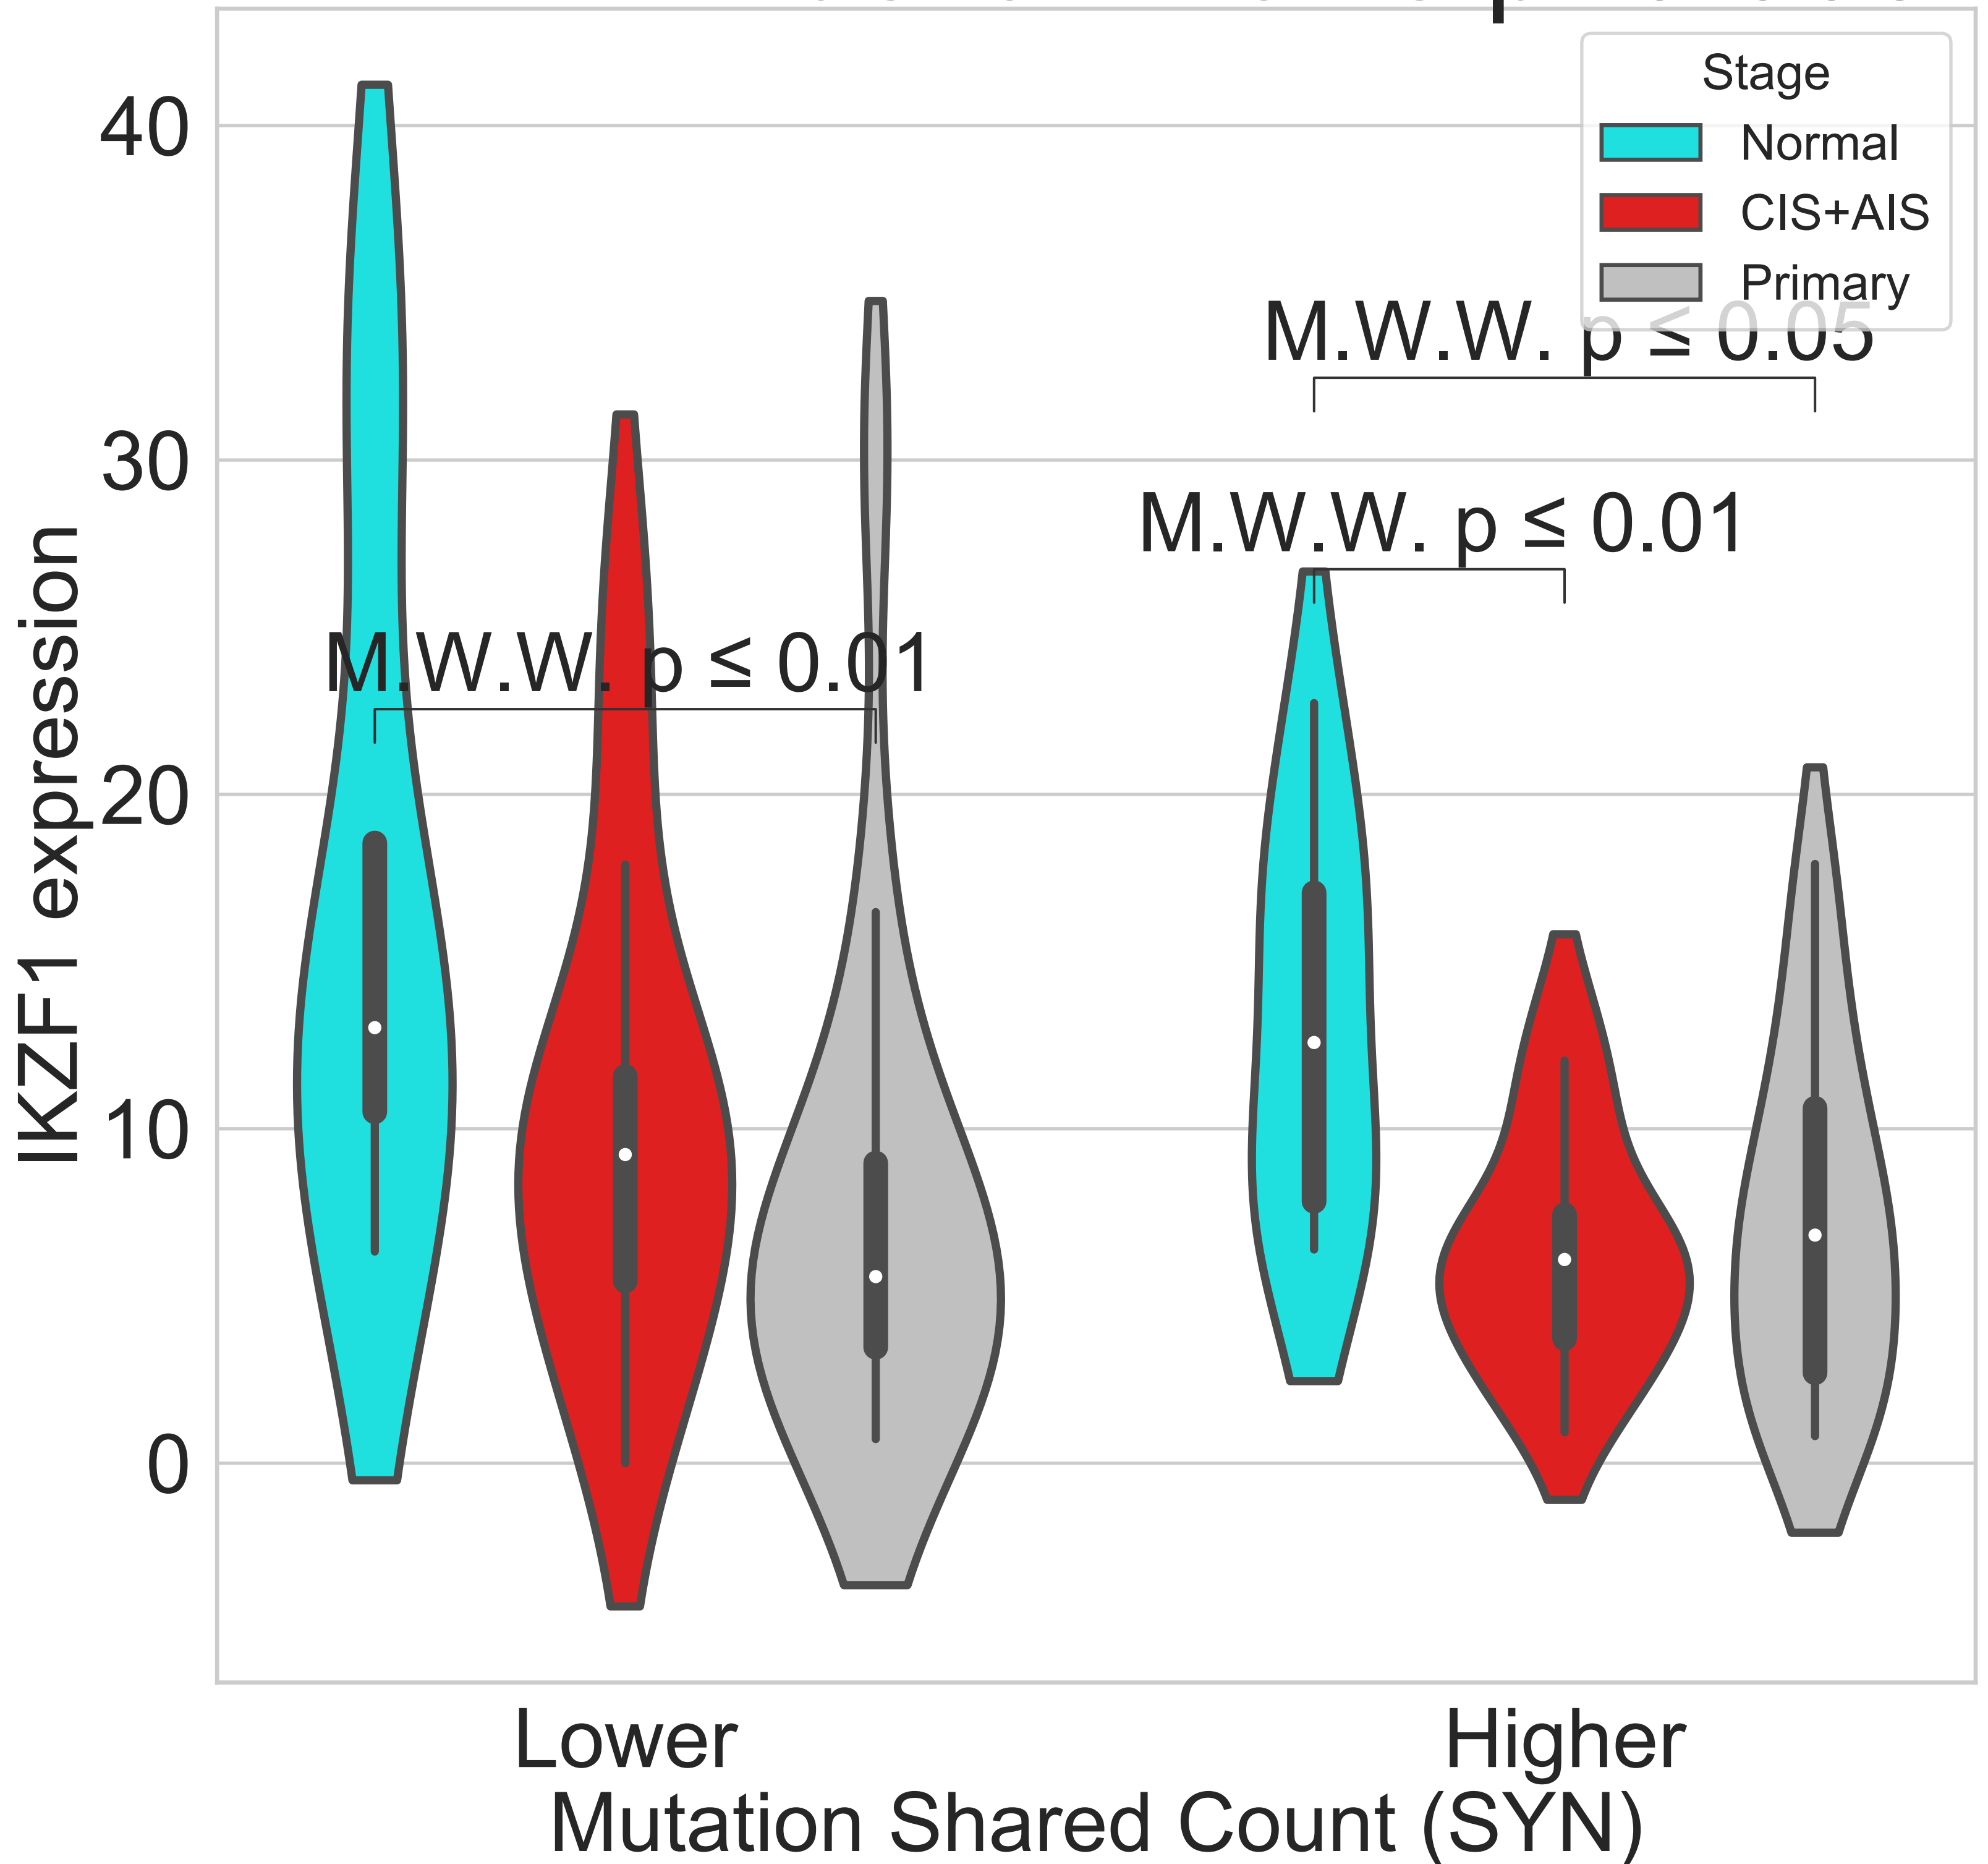 Stage
Normal
CIS+AIS
Primary
40
30
20
10
0
IKZF1 expression
M.W.W. p ≤ 0.05
M.W.W. p ≤ 0.01
M.W.W. p ≤ 0.01
Lower
Higher
Mutation Shared Count (SYN)